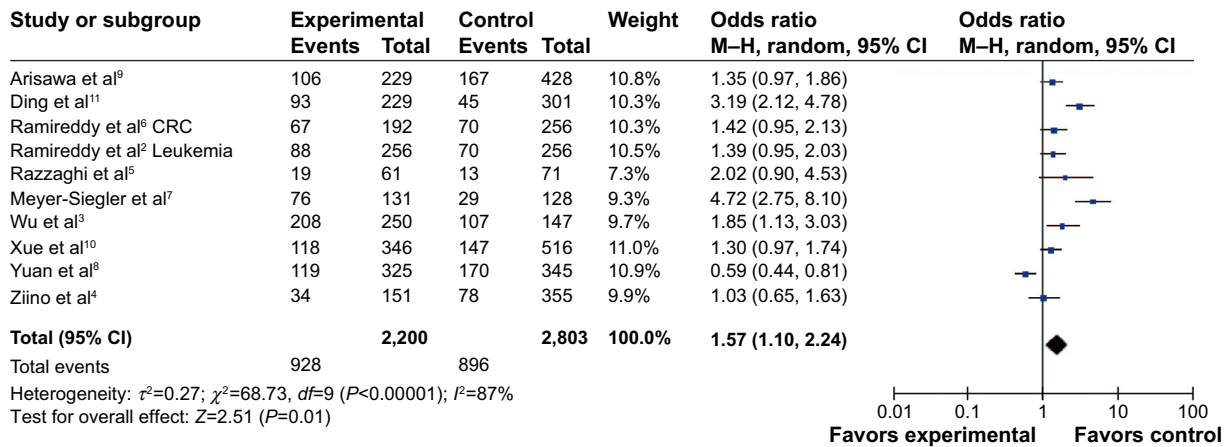 Study or subgroup Experimental Control Weight Odds ratio Odds ratio
Events Total Events Total M–H, random, 95% CI M–H, random, 95% CI
Arisawa et al⁹ 106 229 167 428 10.8% 1.35 (0.97, 1.86)
Ding et al¹¹ 93 229 45 301 10.3% 3.19 (2.12, 4.78)
Ramireddy et al⁶ CRC 67 192 70 256 10.3% 1.42 (0.95, 2.13)
Ramireddy et al² Leukemia 88 256 70 256 10.5% 1.39 (0.95, 2.03)
Razzaghi et al⁵ 19 61 13 71 7.3% 2.02 (0.90, 4.53)
Meyer-Siegler et al⁷ 76 131 29 128 9.3% 4.72 (2.75, 8.10)
Wu et al³ 208 250 107 147 9.7% 1.85 (1.13, 3.03)
Xue et al¹⁰ 118 346 147 516 11.0% 1.30 (0.97, 1.74)
Yuan et al⁸ 119 325 170 345 10.9% 0.59 (0.44, 0.81)
Ziino et al⁴ 34 151 78 355 9.9% 1.03 (0.65, 1.63)
Total (95% CI) 2,200 2,803 100.0% 1.57 (1.10, 2.24)
Total events 928 896
Heterogeneity: τ²=0.27; χ²=68.73, df=9 (P<0.00001); I²=87%
Test for overall effect: Z=2.51 (P=0.01)
0.01 0.1 1 10 100
Favors experimental Favors control